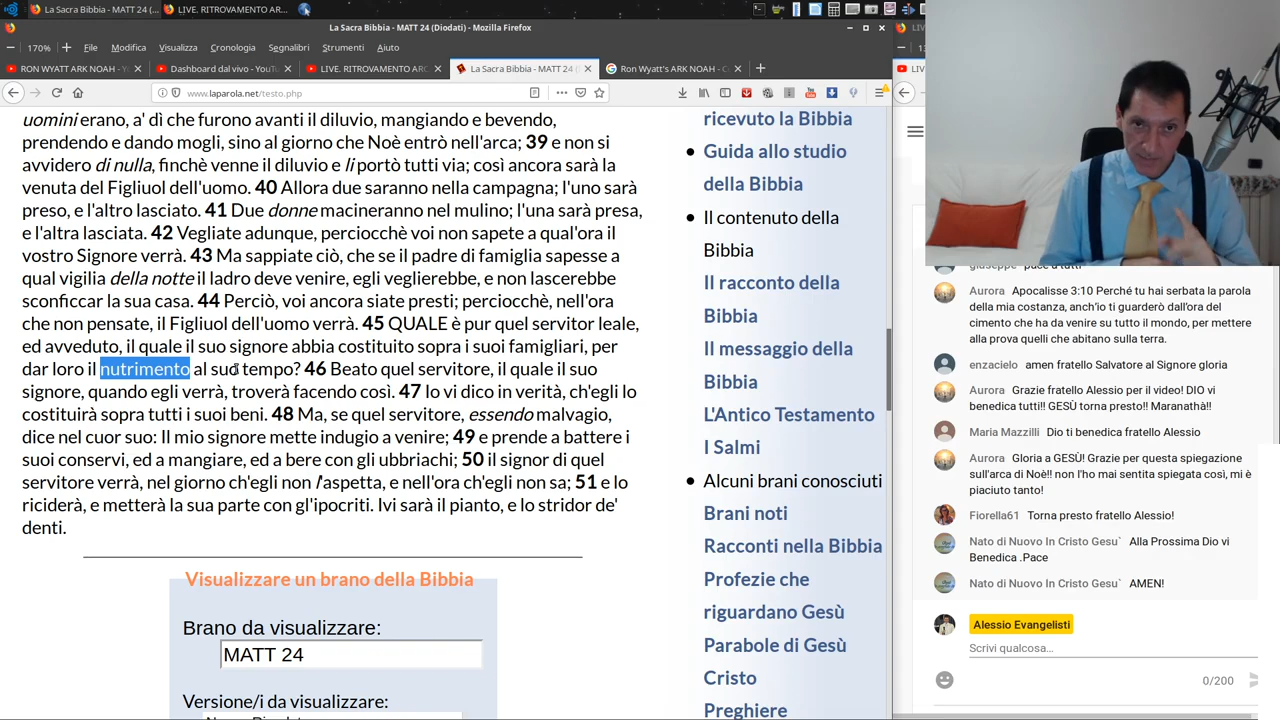 La Sacra Bibbia - MATT 24 (Diodati) -...
LIVE. RITROVAMENTO AR...
La Sacra Bibbia - MATT 24 (Diodati) - Mozilla Firefox
170%
File Modifica Visualizza Cronologia Segnalibri Strumenti Aiuto
RON WYATT ARK NOAH - Y
Dashboard dal vivo - YouTu
LIVE. RITROVAMENTO ARC
La Sacra Bibbia - MATT 24 (
Ron Wyatt's ARK NOAH - C
www.laparola.net/testo.php
uomini erano, a' dì che furono avanti il diluvio, mangiando e bevendo,
prendendo e dando mogli, sino al giorno che Noè entrò nell'arca; 39 e non si
avvidero di nulla, finchè venne il diluvio e li portò tutti via; così ancora sarà la
venuta del Figliuol dell'uomo. 40 Allora due saranno nella campagna; l'uno sarà
preso, e l'altro lasciato. 41 Due donne macineranno nel mulino; l'una sarà presa,
e l'altra lasciata. 42 Vegliate adunque, perciocchè voi non sapete a qual'ora il
vostro Signore verrà. 43 Ma sappiate ciò, che se il padre di famiglia sapesse a
qual vigilia della notte il ladro deve venire, egli veglierebbe, e non lascerebbe
sconficcar la sua casa. 44 Perciò, voi ancora siate presti; perciocchè, nell'ora
che non pensate, il Figliuol dell'uomo verrà. 45 QUALE è pur quel servitor leale,
ed avveduto, il quale il suo signore abbia costituito sopra i suoi famigliari, per
dar loro il nutrimento al suo tempo? 46 Beato quel servitore, il quale il suo
signore, quando egli verrà, troverà facendo così. 47 Io vi dico in verità, ch'egli lo
costituirà sopra tutti i suoi beni. 48 Ma, se quel servitore, essendo malvagio,
dice nel cuor suo: Il mio signore mette indugio a venire; 49 e prende a battere i
suoi conservi, ed a mangiare, ed a bere con gli ubbriachi; 50 il signor di quel
servitore verrà, nel giorno ch'egli non l'aspetta, e nell'ora ch'egli non sa; 51 e lo
riciderà, e metterà la sua parte con gl'ipocriti. Ivi sarà il pianto, e lo stridor de'
denti.
Visualizzare un brano della Bibbia
Brano da visualizzare:
MATT 24
Versione/i da visualizzare:
ricevuto la Bibbia
Guida allo studio
della Bibbia
Il contenuto della
Bibbia
Il racconto della
Bibbia
Il messaggio della
Bibbia
L'Antico Testamento
I Salmi
Alcuni brani conosciuti
Brani noti
Racconti nella Bibbia
Profezie che
riguardano Gesù
Parabole di Gesù
Cristo
Preghiere
giuseppe pace a tutti
Aurora Apocalisse 3:10 Perché tu hai serbata la parola
della mia costanza, anch'io ti guarderò dall'ora del
cimento che ha da venire su tutto il mondo, per mettere
alla prova quelli che abitano sulla terra.
enzacielo amen fratello Salvatore al Signore gloria
Aurora Grazie fratello Alessio per il video! DIO vi
benedica tutti!! GESÙ torna presto!! Maranathà!!
Maria Mazzilli Dio ti benedica fratello Alessio
Aurora Gloria a GESÙ! Grazie per questa spiegazione
sull'arca di Noè!! non l'ho mai sentita spiegata così, mi è
piaciuto tanto!
Fiorella61 Torna presto fratello Alessio!
Nato di Nuovo In Cristo Gesu` Alla Prossima Dio vi
Benedica .Pace
Nato di Nuovo In Cristo Gesu` AMEN!
Alessio Evangelisti
Scrivi qualcosa...
0/200